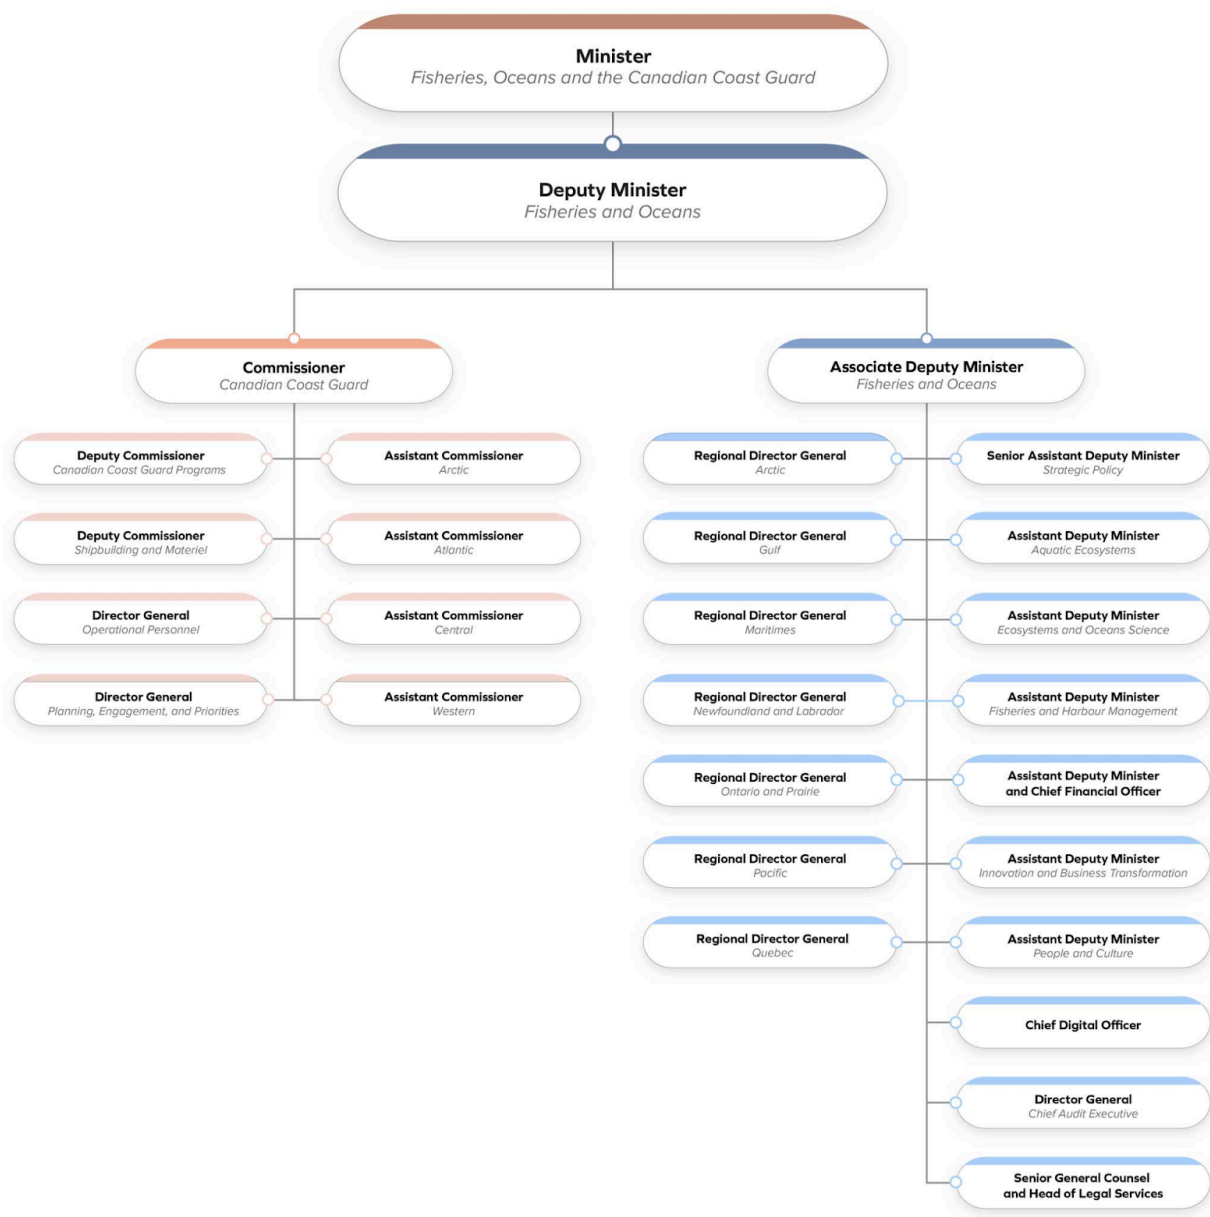 Minister
Fisheries, Oceans and the Canadian Coast Guard
Deputy Minister
Fisheries and Oceans
Commissioner
Canadian Coast Guard
Deputy Commissioner
Canadian Coast Guard Programs
Assistant Commissioner
Arctic
Deputy Commissioner
Shipbuilding and Materiel
Assistant Commissioner
Atlantic
Director General
Operational Personnel
Assistant Commissioner
Central
Director General
Planning, Engagement, and Priorities
Assistant Commissioner
Western
Associate Deputy Minister
Fisheries and Oceans
Regional Director General
Arctic
Senior Assistant Deputy Minister
Strategic Policy
Regional Director General
Gulf
Assistant Deputy Minister
Aquatic Ecosystems
Regional Director General
Maritimes
Assistant Deputy Minister
Ecosystems and Oceans Science
Regional Director General
Newfoundland and Labrador
Assistant Deputy Minister
Fisheries and Harbour Management
Regional Director General
Ontario and Prairie
Assistant Deputy Minister
and Chief Financial Officer
Regional Director General
Pacific
Assistant Deputy Minister
Innovation and Business Transformation
Regional Director General
Quebec
Assistant Deputy Minister
People and Culture
Chief Digital Officer
Director General
Chief Audit Executive
Senior General Counsel
and Head of Legal Services